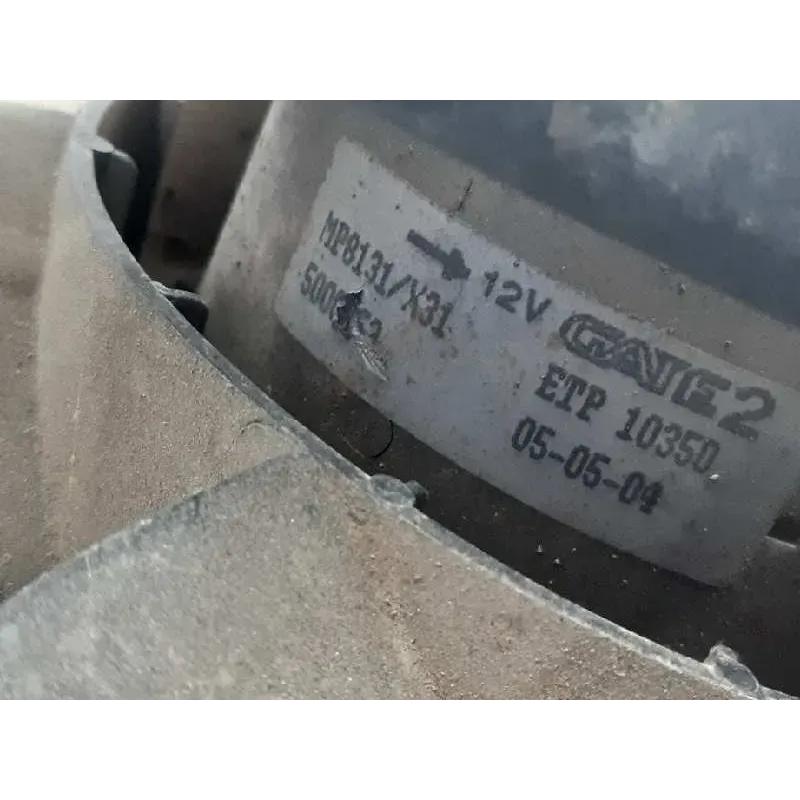 MP8131/X31
→ 12V GATE2
ETP 10350
05-05-04